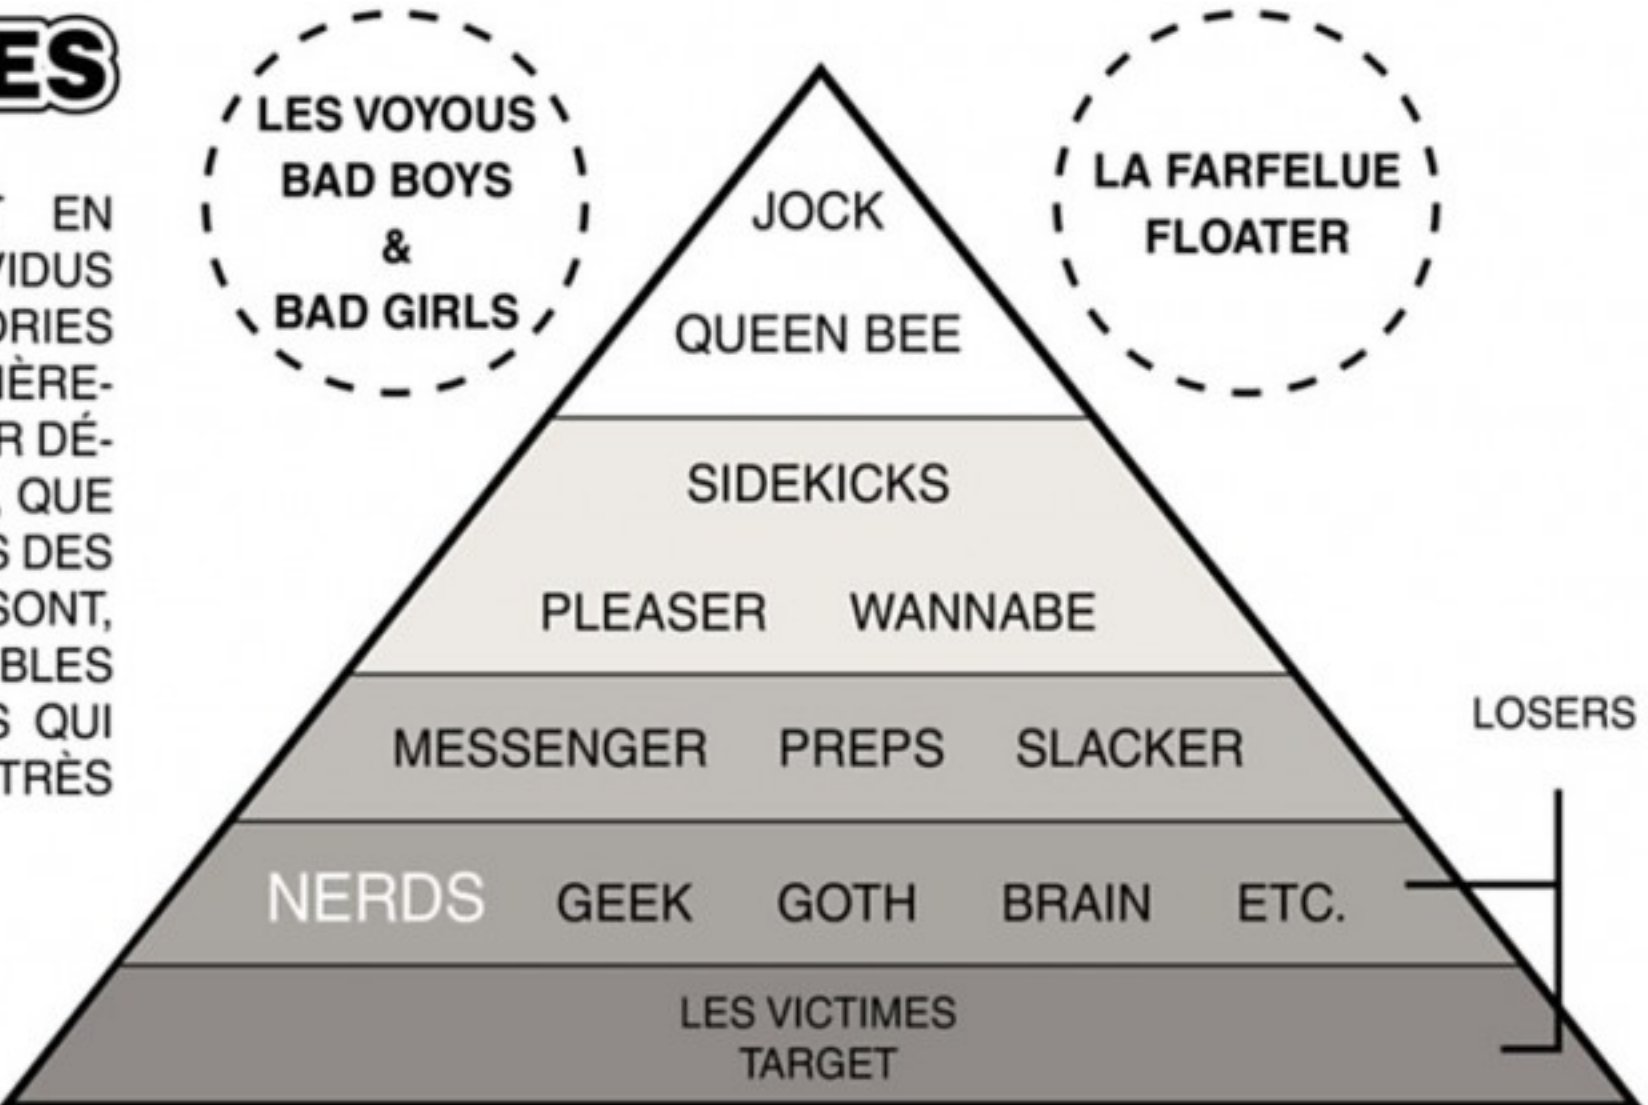 ES
EN
VIDUS
ORIES
IÈRE-
R DÉ-
, QUE
S DES
SONT,
BLES
S QUI
TRÈS
LES VOYOUS
BAD BOYS
&
BAD GIRLS
LA FARFELUE
FLOATER
JOCK
QUEEN BEE
SIDEKICKS
PLEASER WANNABE
MESSENGER PREPS SLACKER
LOSERS
NERDS GEEK GOTH BRAIN ETC.
LES VICTIMES
TARGET